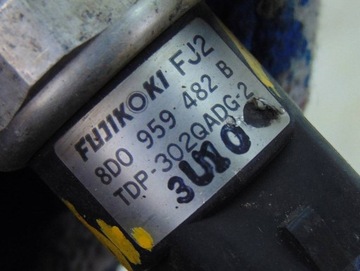 FUJIKOKI FJ2
8D0 959 482 B
TDP-302QADG-2
3U10